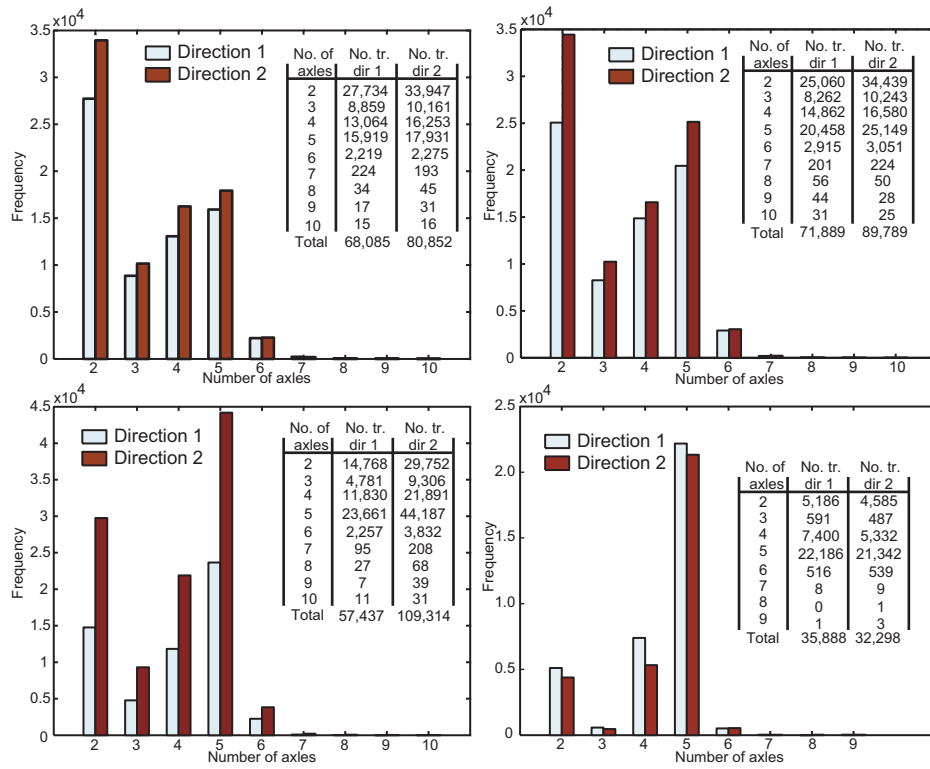 x10⁴
3.5
3.0
2.5
2.0
1.5
1.0
0.5
0
Frequency
2 3 4 5 6 7 8 9 10
Number of axles
Direction 1
Direction 2
No. of No. tr. No. tr.
axles dir 1 dir 2
2 27,734 33,947
3 8,859 10,161
4 13,064 16,253
5 15,919 17,931
6 2,219 2,275
7 224 193
8 34 45
9 17 31
10 15 16
Total 68,085 80,852
x10⁴
3.5
3.0
2.5
2.0
1.5
1.0
0.5
0
Frequency
2 3 4 5 6 7 8 9 10
Number of axles
Direction 1
Direction 2
No. of No. tr. No. tr.
axles dir 1 dir 2
2 25,060 34,439
3 8,262 10,243
4 14,862 16,580
5 20,458 25,149
6 2,915 3,051
7 201 224
8 56 50
9 44 28
10 31 25
Total 71,889 89,789
x10⁴
4.5
4.0
3.5
3.0
2.5
2.0
1.5
1.0
0.5
0
Frequency
2 3 4 5 6 7 8 9 10
Number of axles
Direction 1
Direction 2
No. of No. tr. No. tr.
axles dir 1 dir 2
2 14,768 29,752
3 4,781 9,306
4 11,830 21,891
5 23,661 44,187
6 2,257 3,832
7 95 208
8 27 68
9 7 39
10 11 31
Total 57,437 109,314
x10⁴
2.5
2.0
1.5
1.0
0.5
0
Frequency
2 3 4 5 6 7 8 9
Number of axles
Direction 1
Direction 2
No. of No. tr. No. tr.
axles dir 1 dir 2
2 5,186 4,585
3 591 487
4 7,400 5,332
5 22,186 21,342
6 516 539
7 8 9
8 0 1
9 1 3
Total 35,888 32,298